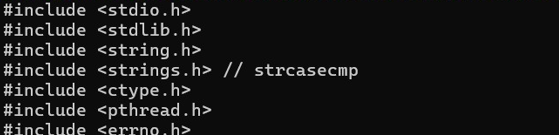 #include <stdio.h>
#include <stdlib.h>
#include <string.h>
#include <strings.h> // strcasecmp
#include <ctype.h>
#include <pthread.h>
#include <errno.h>